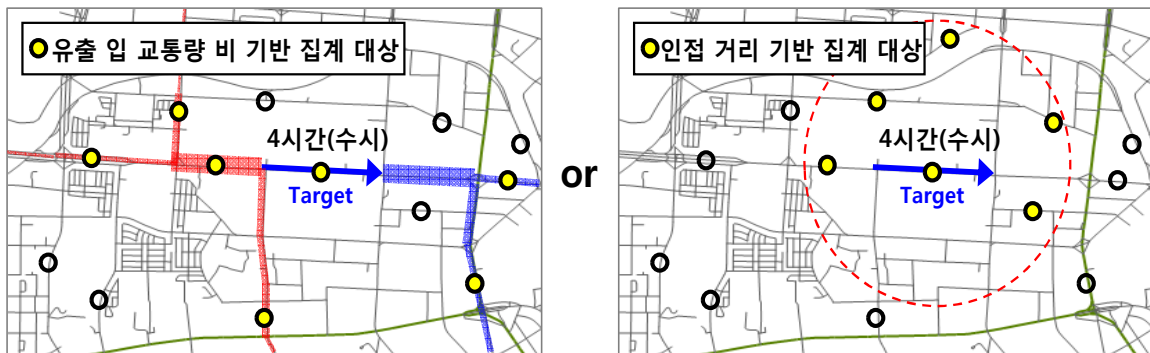 유출 입 교통량 비 기반 집계 대상
4시간(수시)
Target
or
인접 거리 기반 집계 대상
4시간(수시)
Target